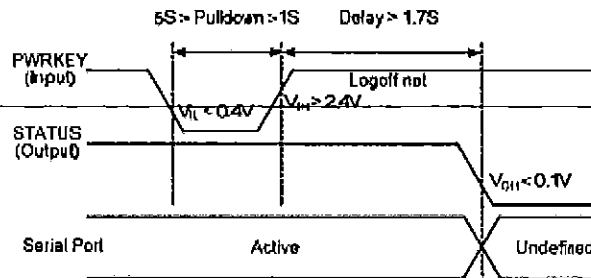 5S > Pulldown > 1S Delay > 1.7S
PWRKEY
(Input)
Logoff net
VIL < 0.4V
VIH > 2.4V
STATUS
(Output)
VOH < 0.1V
Serial Port
Active
Undefined